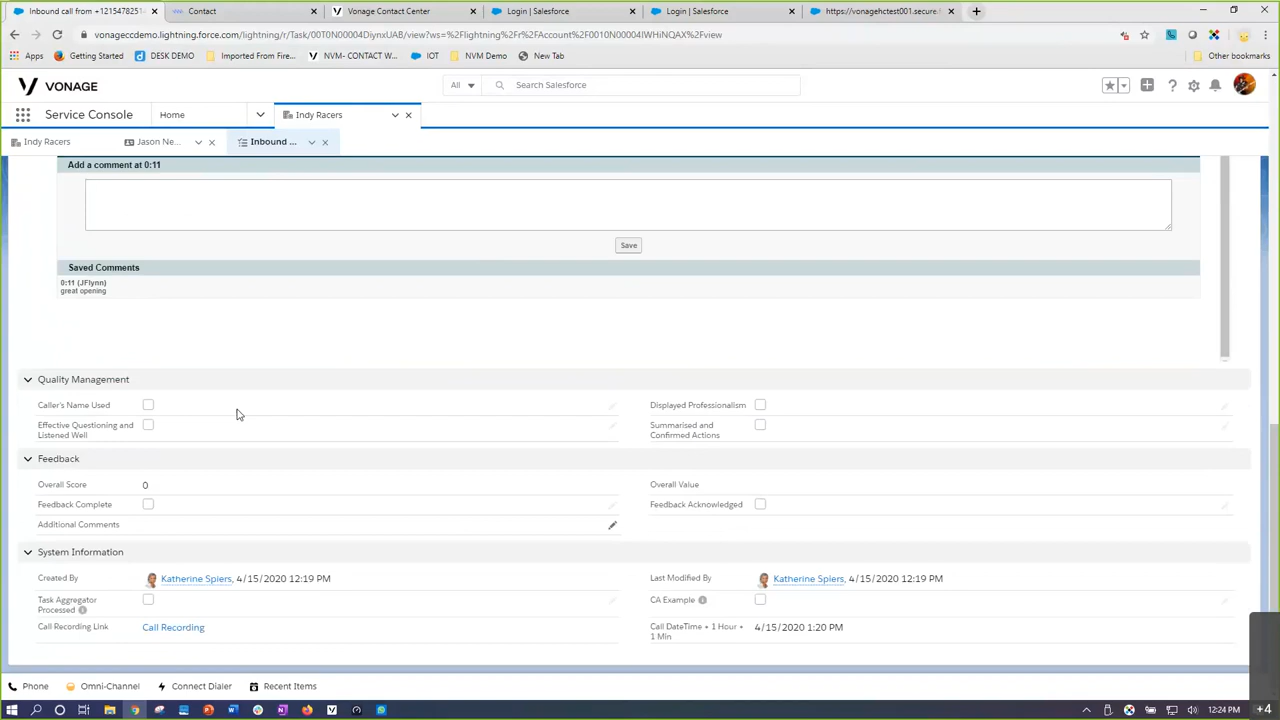 Inbound call from +1215478251
Contact
Vonage Contact Center
Login | Salesforce
Login | Salesforce
https://vonagehctest001.secure.
vonageccdemo.lightning.force.com/lightning/r/Task/00T0N00004DiynxUAB/view?ws=%2Flightning%2Fr%2FAccount%2F0010N00004IWHiNQAX%2Fview
Apps
Getting Started
DESK DEMO
Imported From Fire...
NVM- CONTACT W...
IOT
NVM Demo
New Tab
Other bookmarks
VONAGE
All
Search Salesforce
Service Console
Home
Indy Racers
Indy Racers
Jason Ne...
Inbound ...
Add a comment at 0:11
Save
Saved Comments
0:11 (JFlynn)
great opening
Quality Management
Caller's Name Used
Displayed Professionalism
Effective Questioning and
Listened Well
Summarised and
Confirmed Actions
Feedback
Overall Score 0
Overall Value
Feedback Complete
Feedback Acknowledged
Additional Comments
System Information
Created By Katherine Spiers, 4/15/2020 12:19 PM
Last Modified By Katherine Spiers, 4/15/2020 12:19 PM
Task Aggregator
Processed
CA Example
Call Recording Link Call Recording
Call DateTime + 1 Hour +
1 Min
4/15/2020 1:20 PM
Phone
Omni-Channel
Connect Dialer
Recent Items
12:24 PM
+4